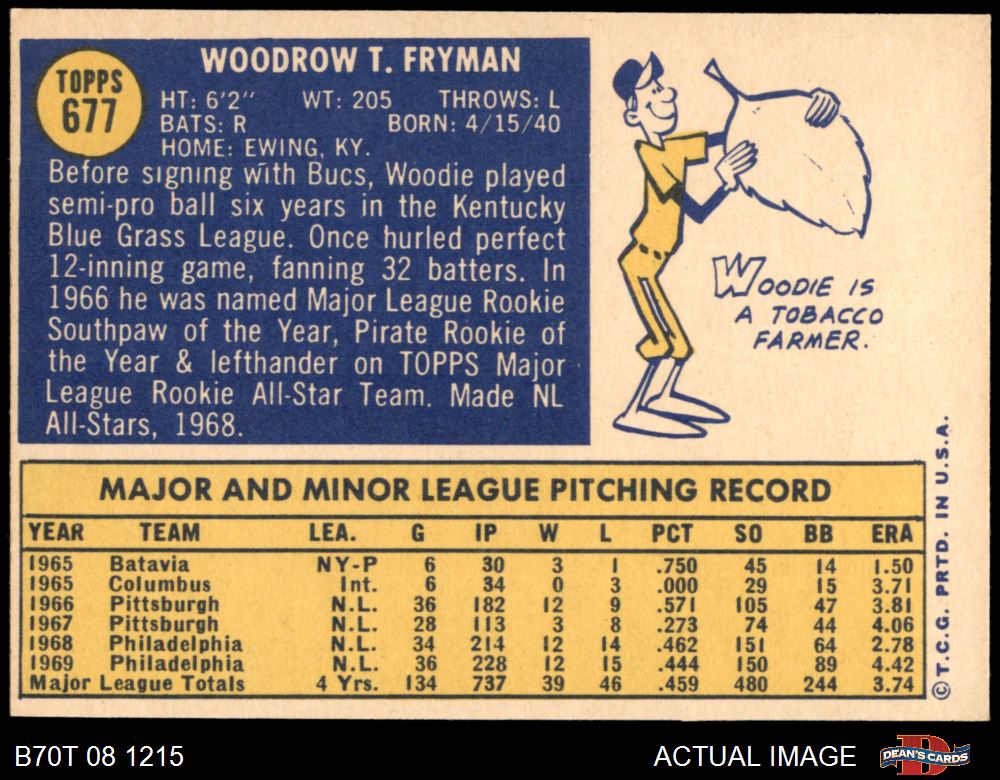 TOPPS
677
WOODROW T. FRYMAN
HT: 6'2" WT: 205 THROWS: L
BATS: R BORN: 4/15/40
HOME: EWING, KY.
Before signing with Bucs, Woodie played
semi-pro ball six years in the Kentucky
Blue Grass League. Once hurled perfect
12-inning game, fanning 32 batters. In
1966 he was named Major League Rookie
Southpaw of the Year, Pirate Rookie of
the Year & lefthander on TOPPS Major
League Rookie All-Star Team. Made NL
All-Stars, 1968.
WOODIE IS
A TOBACCO
FARMER.
MAJOR AND MINOR LEAGUE PITCHING RECORD
YEAR TEAM LEA. G IP W L PCT SO BB ERA
1965 Batavia NY-P 6 30 3 1 .750 45 14 1.50
1965 Columbus Int. 6 34 0 3 .000 29 15 3.71
1966 Pittsburgh N.L. 36 182 12 9 .571 105 47 3.81
1967 Pittsburgh N.L. 28 113 3 8 .273 74 44 4.06
1968 Philadelphia N.L. 34 214 12 14 .462 151 64 2.78
1969 Philadelphia N.L. 36 228 12 15 .444 150 89 4.42
Major League Totals 4 Yrs. 134 737 39 46 .459 480 244 3.74
© T.C.G. PRTD. IN U.S.A.
B70T 08 1215
ACTUAL IMAGE
D
DEAN'S CARDS